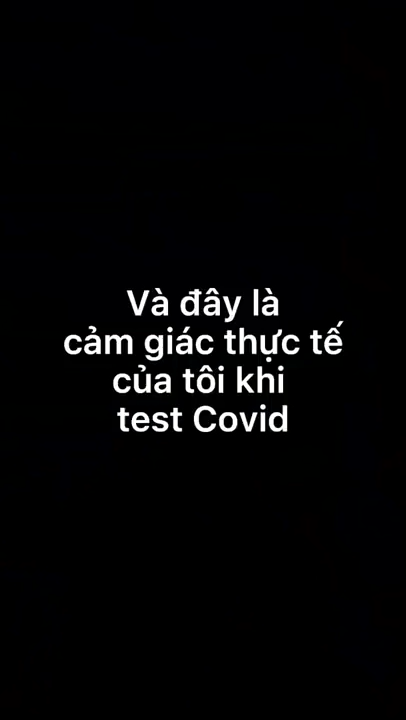 Và đây là
cảm giác thực tế
của tôi khi
test Covid